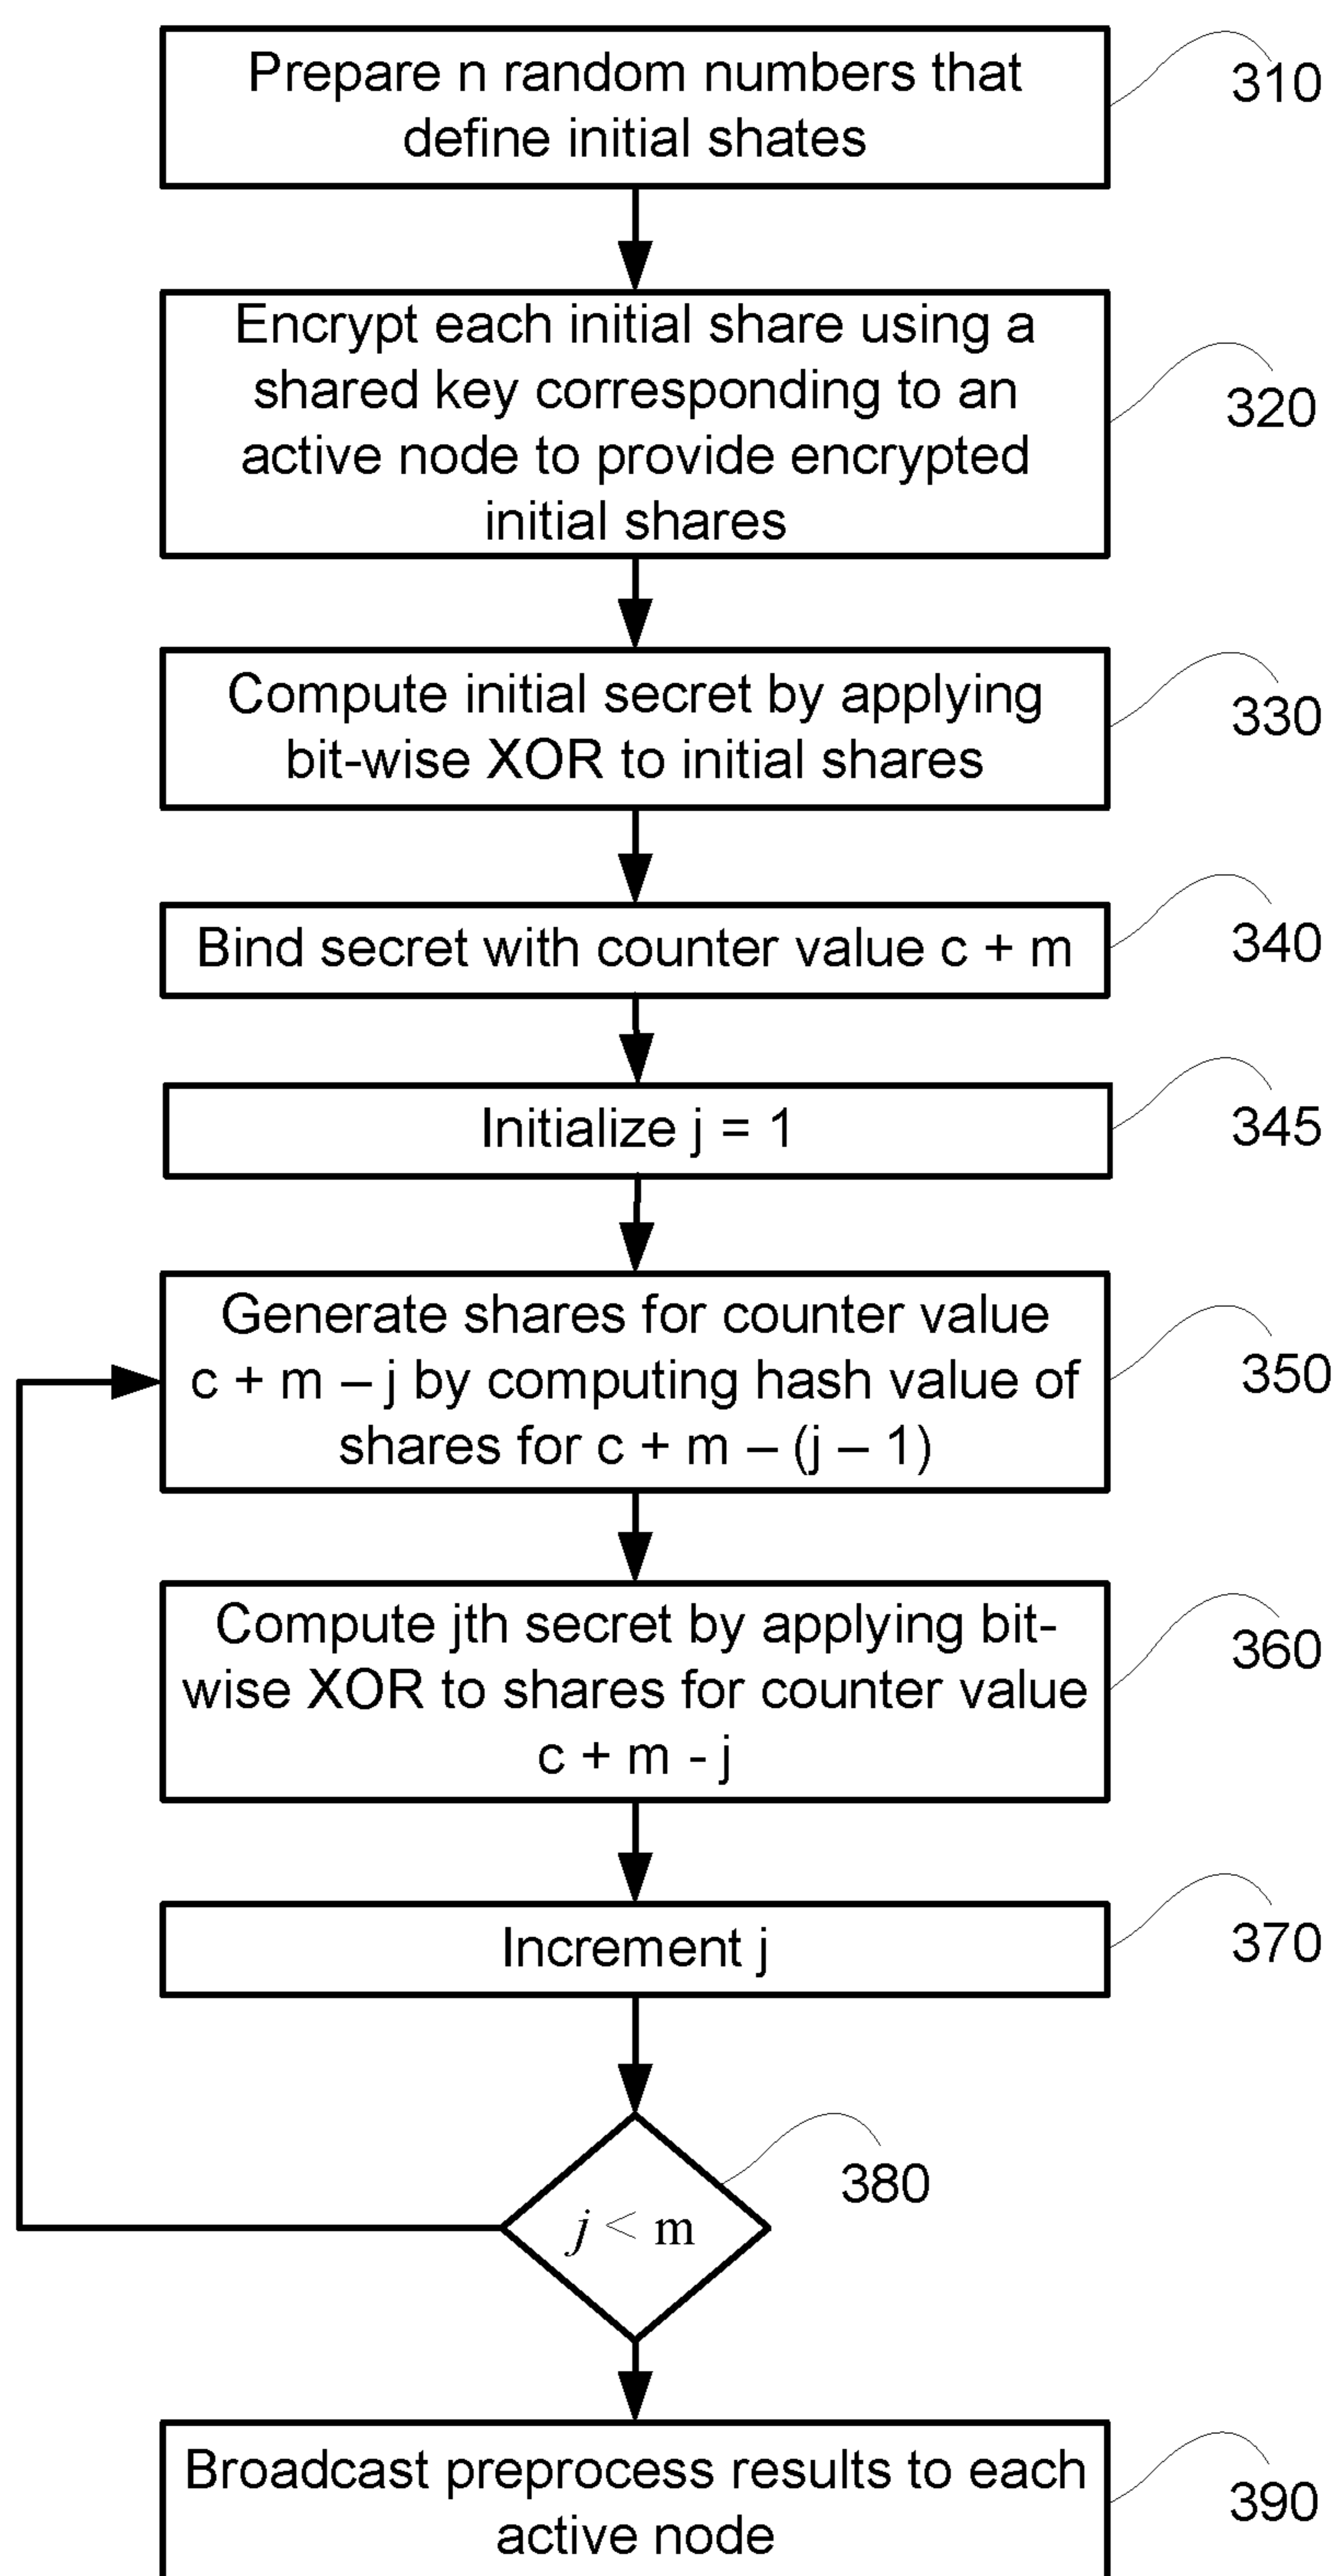 Prepare n random numbers that
define initial shates
310
Encrypt each initial share using a
shared key corresponding to an
active node to provide encrypted
initial shares
320
Compute initial secret by applying
bit-wise XOR to initial shares
330
Bind secret with counter value c + m
340
Initialize j = 1
345
Generate shares for counter value
c + m – j by computing hash value of
shares for c + m – (j – 1)
350
Compute jth secret by applying bit-
wise XOR to shares for counter value
c + m - j
360
Increment j
370
j < m
380
Broadcast preprocess results to each
active node
390